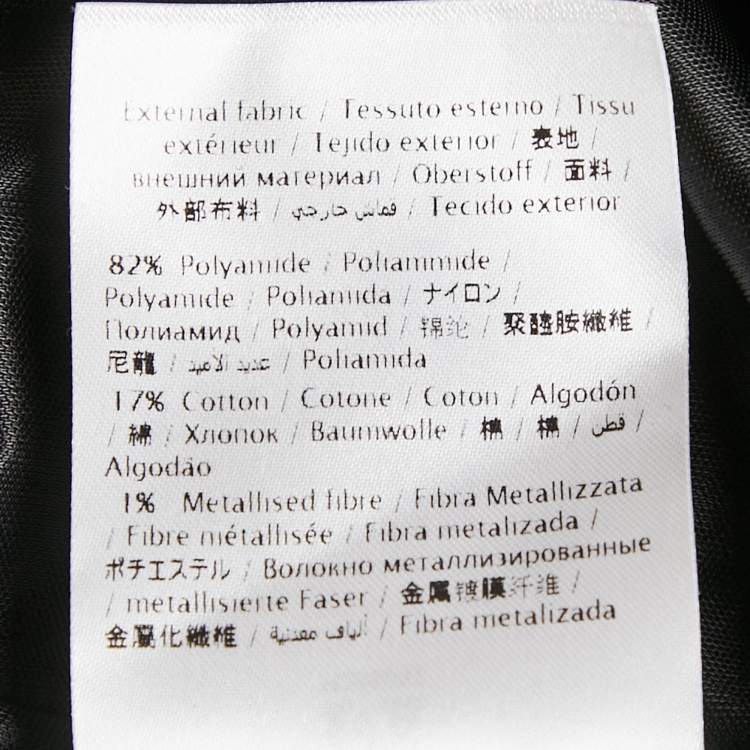 External fabric / Tessuto esterno / Tissu
extérieur / Tejido exterior / 表地 /
внешний материал / Oberstoff / 面料 /
外部布料 / قماش خارجي / Tecido exterior
82% Polyamide / Poliammide /
Polyamide / Poliamida / ナイロン /
Полиамид / Polyamid / 锦纶 / 聚醯胺纖維 /
尼龍 / عديد الاميد / Poliamida
17% Cotton / Cotone / Coton / Algodón
/ 綿 / Хлопок / Baumwolle / 棉 / 棉 / قطن /
Algodão
1% Metallised fibre / Fibra Metallizzata
/ Fibre métallisée / Fibra metalizada /
ポチエステル / Волокно металлизированные
/ metallisierte Faser / 金属镀膜纤维 /
金屬化纖維 / ألياف معدنية / Fibra metalizada